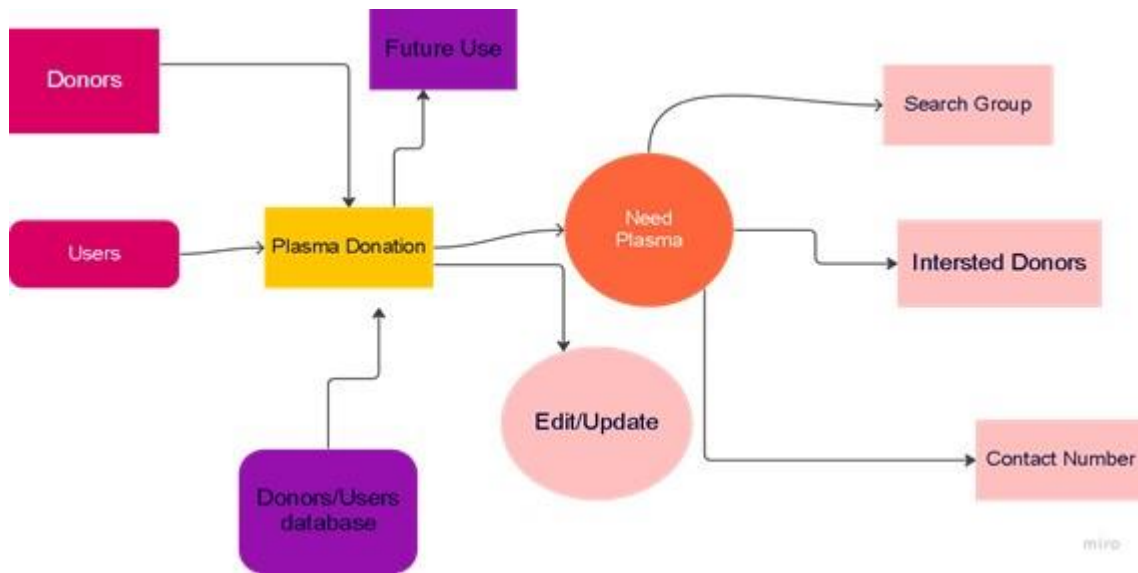 Future Use
Donors
Search Group
Need
Plasma
Users
Plasma Donation
Intersted Donors
Edit/Update
Contact Number
Donors/Users
database
miro